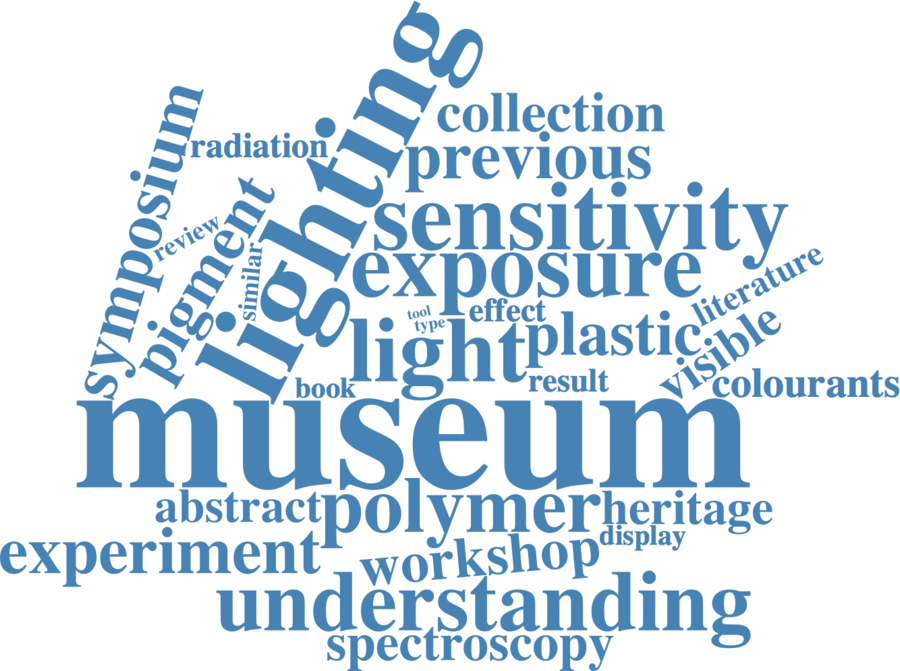 lighting
collection
symposium
radiation
previous
sensitivity
pigment
review
similar
exposure
literature
tool
type
effect
light
plastic
visible
book
result
colourants
museum
abstract
polymer
heritage
experiment
workshop
display
understanding
spectroscopy